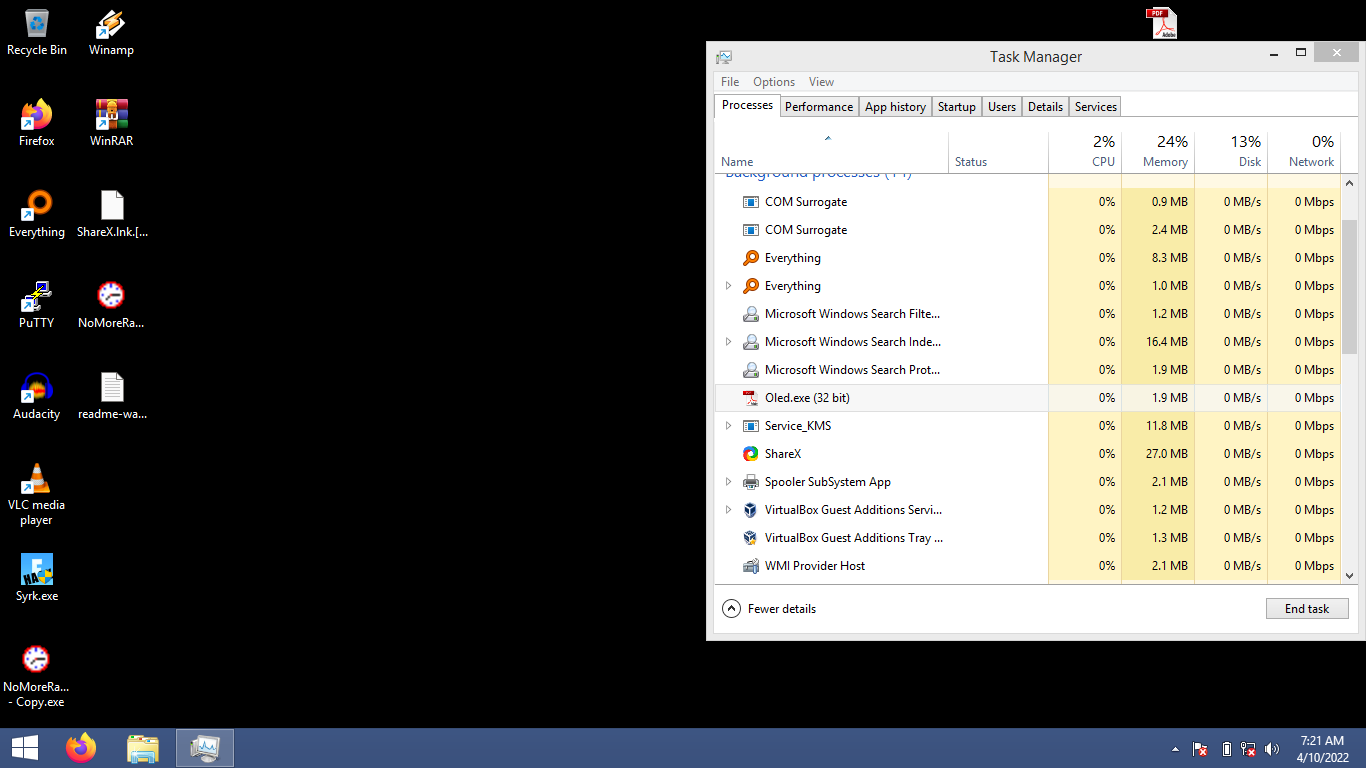 Recycle Bin
Winamp
Firefox
WinRAR
Everything
ShareX.lnk.[...
PuTTY
NoMoreRa...
Audacity
readme-wa...
VLC media
player
Syrk.exe
NoMoreRa...
- Copy.exe
PDF
Adobe
Task Manager
File Options View
Processes Performance App history Startup Users Details Services
2% 24% 13% 0%
Name Status CPU Memory Disk Network
Background processes (14)
COM Surrogate 0% 0.9 MB 0 MB/s 0 Mbps
COM Surrogate 0% 2.4 MB 0 MB/s 0 Mbps
Everything 0% 8.3 MB 0 MB/s 0 Mbps
Everything 0% 1.0 MB 0 MB/s 0 Mbps
Microsoft Windows Search Filte... 0% 1.2 MB 0 MB/s 0 Mbps
Microsoft Windows Search Inde... 0% 16.4 MB 0 MB/s 0 Mbps
Microsoft Windows Search Prot... 0% 1.9 MB 0 MB/s 0 Mbps
Oled.exe (32 bit) 0% 1.9 MB 0 MB/s 0 Mbps
Service_KMS 0% 11.8 MB 0 MB/s 0 Mbps
ShareX 0% 27.0 MB 0 MB/s 0 Mbps
Spooler SubSystem App 0% 2.1 MB 0 MB/s 0 Mbps
VirtualBox Guest Additions Servi... 0% 1.2 MB 0 MB/s 0 Mbps
VirtualBox Guest Additions Tray ... 0% 1.3 MB 0 MB/s 0 Mbps
WMI Provider Host 0% 2.1 MB 0 MB/s 0 Mbps
Fewer details
End task
7:21 AM
4/10/2022